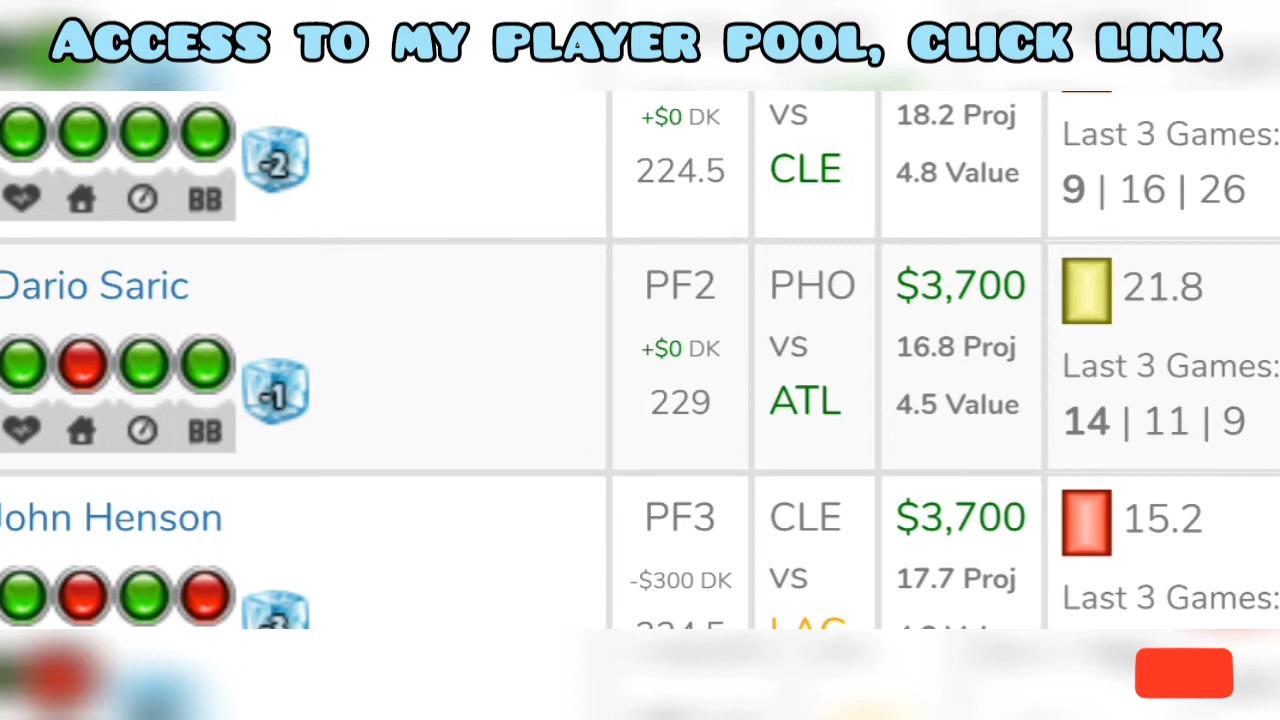 ACCESS TO MY PLAYER POOL, CLICK LINK
+$0 DK VS 18.2 Proj Last 3 Games:
-2
224.5 CLE 4.8 Value 9 | 16 | 26
BB
Dario Saric PF2 PHO $3,700 21.8
+$0 DK VS 16.8 Proj Last 3 Games:
-1
229 ATL 4.5 Value 14 | 11 | 9
BB
John Henson PF3 CLE $3,700 15.2
-$300 DK VS 17.7 Proj Last 3 Games: